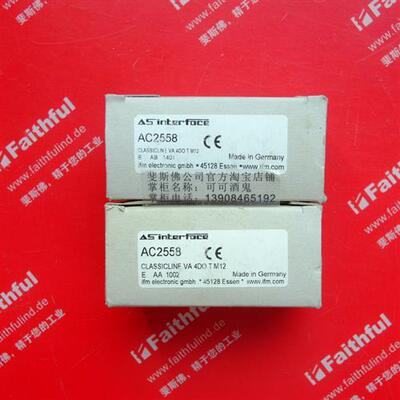 AS interface
AC2558
CE
CLASSICLINE VA 4DO T M12
E AB 1401
Made in Germany
ifm electronic gmbh * 45128 Essen * www.ifm.com
斐斯佛公司官方淘宝店铺
掌柜名称：可可酒鬼
13908465192
AS interface
AC2558
CE
CLASSICLINE VA 4DO T M12
E AA 1002
Made in Germany
ifm electronic gmbh * 45128 Essen * www.ifm.com
Faithful
www.faithfulind.com
斐斯佛，精于您的工业